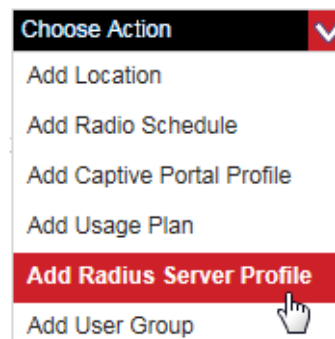 Choose Action
Add Location
Add Radio Schedule
Add Captive Portal Profile
Add Usage Plan
Add Radius Server Profile
Add User Group